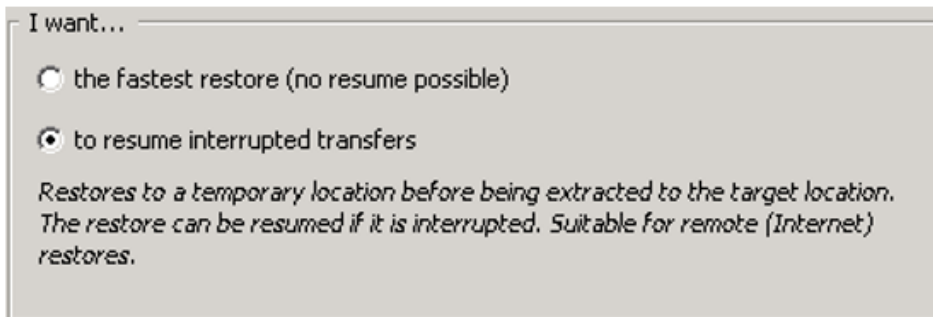 I want...
the fastest restore (no resume possible)
to resume interrupted transfers
Restores to a temporary location before being extracted to the target location.
The restore can be resumed if it is interrupted. Suitable for remote (Internet)
restores.